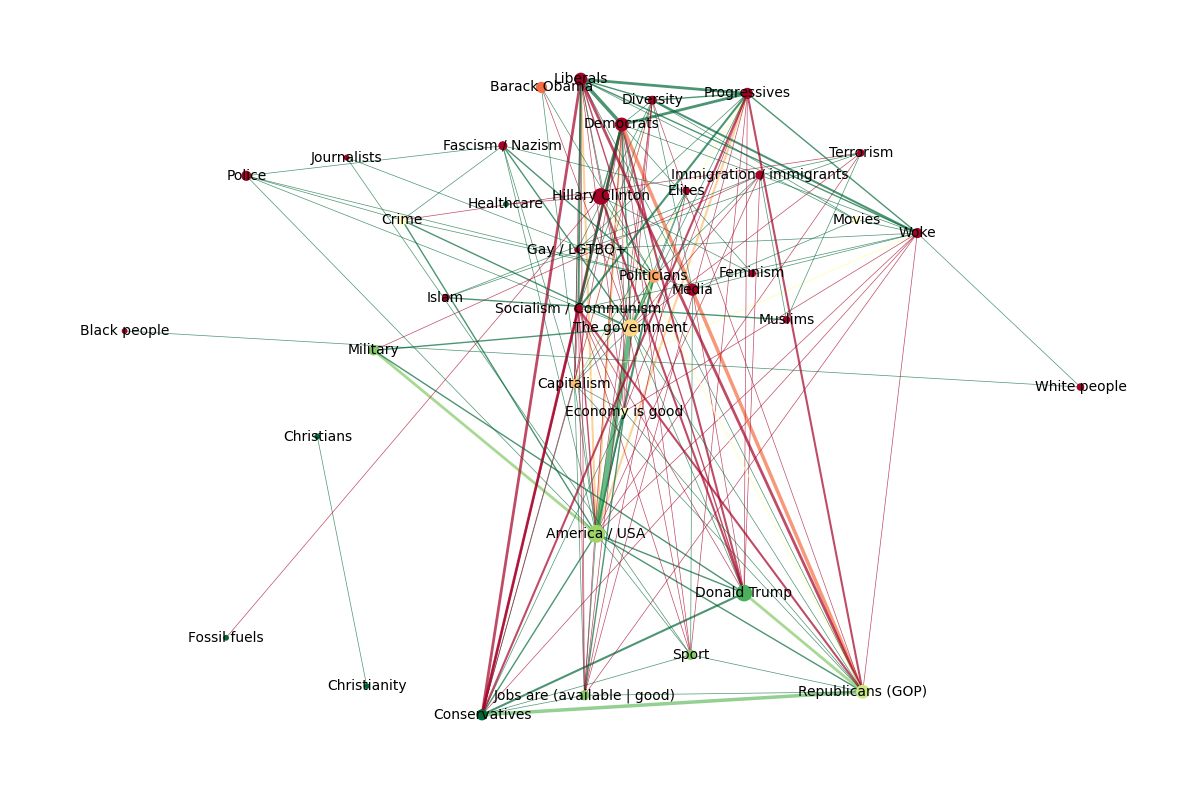 Liberals
Barack Obama
Progressives
Diversity
Democrats
Fascism / Nazism
Terrorism
Journalists
Police
Immigration / immigrants
Elites
Hillary Clinton
Healthcare
Crime
Movies
Woke
Gay / LGTBQ+
Politicians
Feminism
Media
Islam
Socialism / Communism
Muslims
The government
Black people
Military
Capitalism
White people
Economy is good
Christians
America / USA
Donald Trump
Fossil fuels
Sport
Christianity
Jobs are (available | good)
Republicans (GOP)
Conservatives